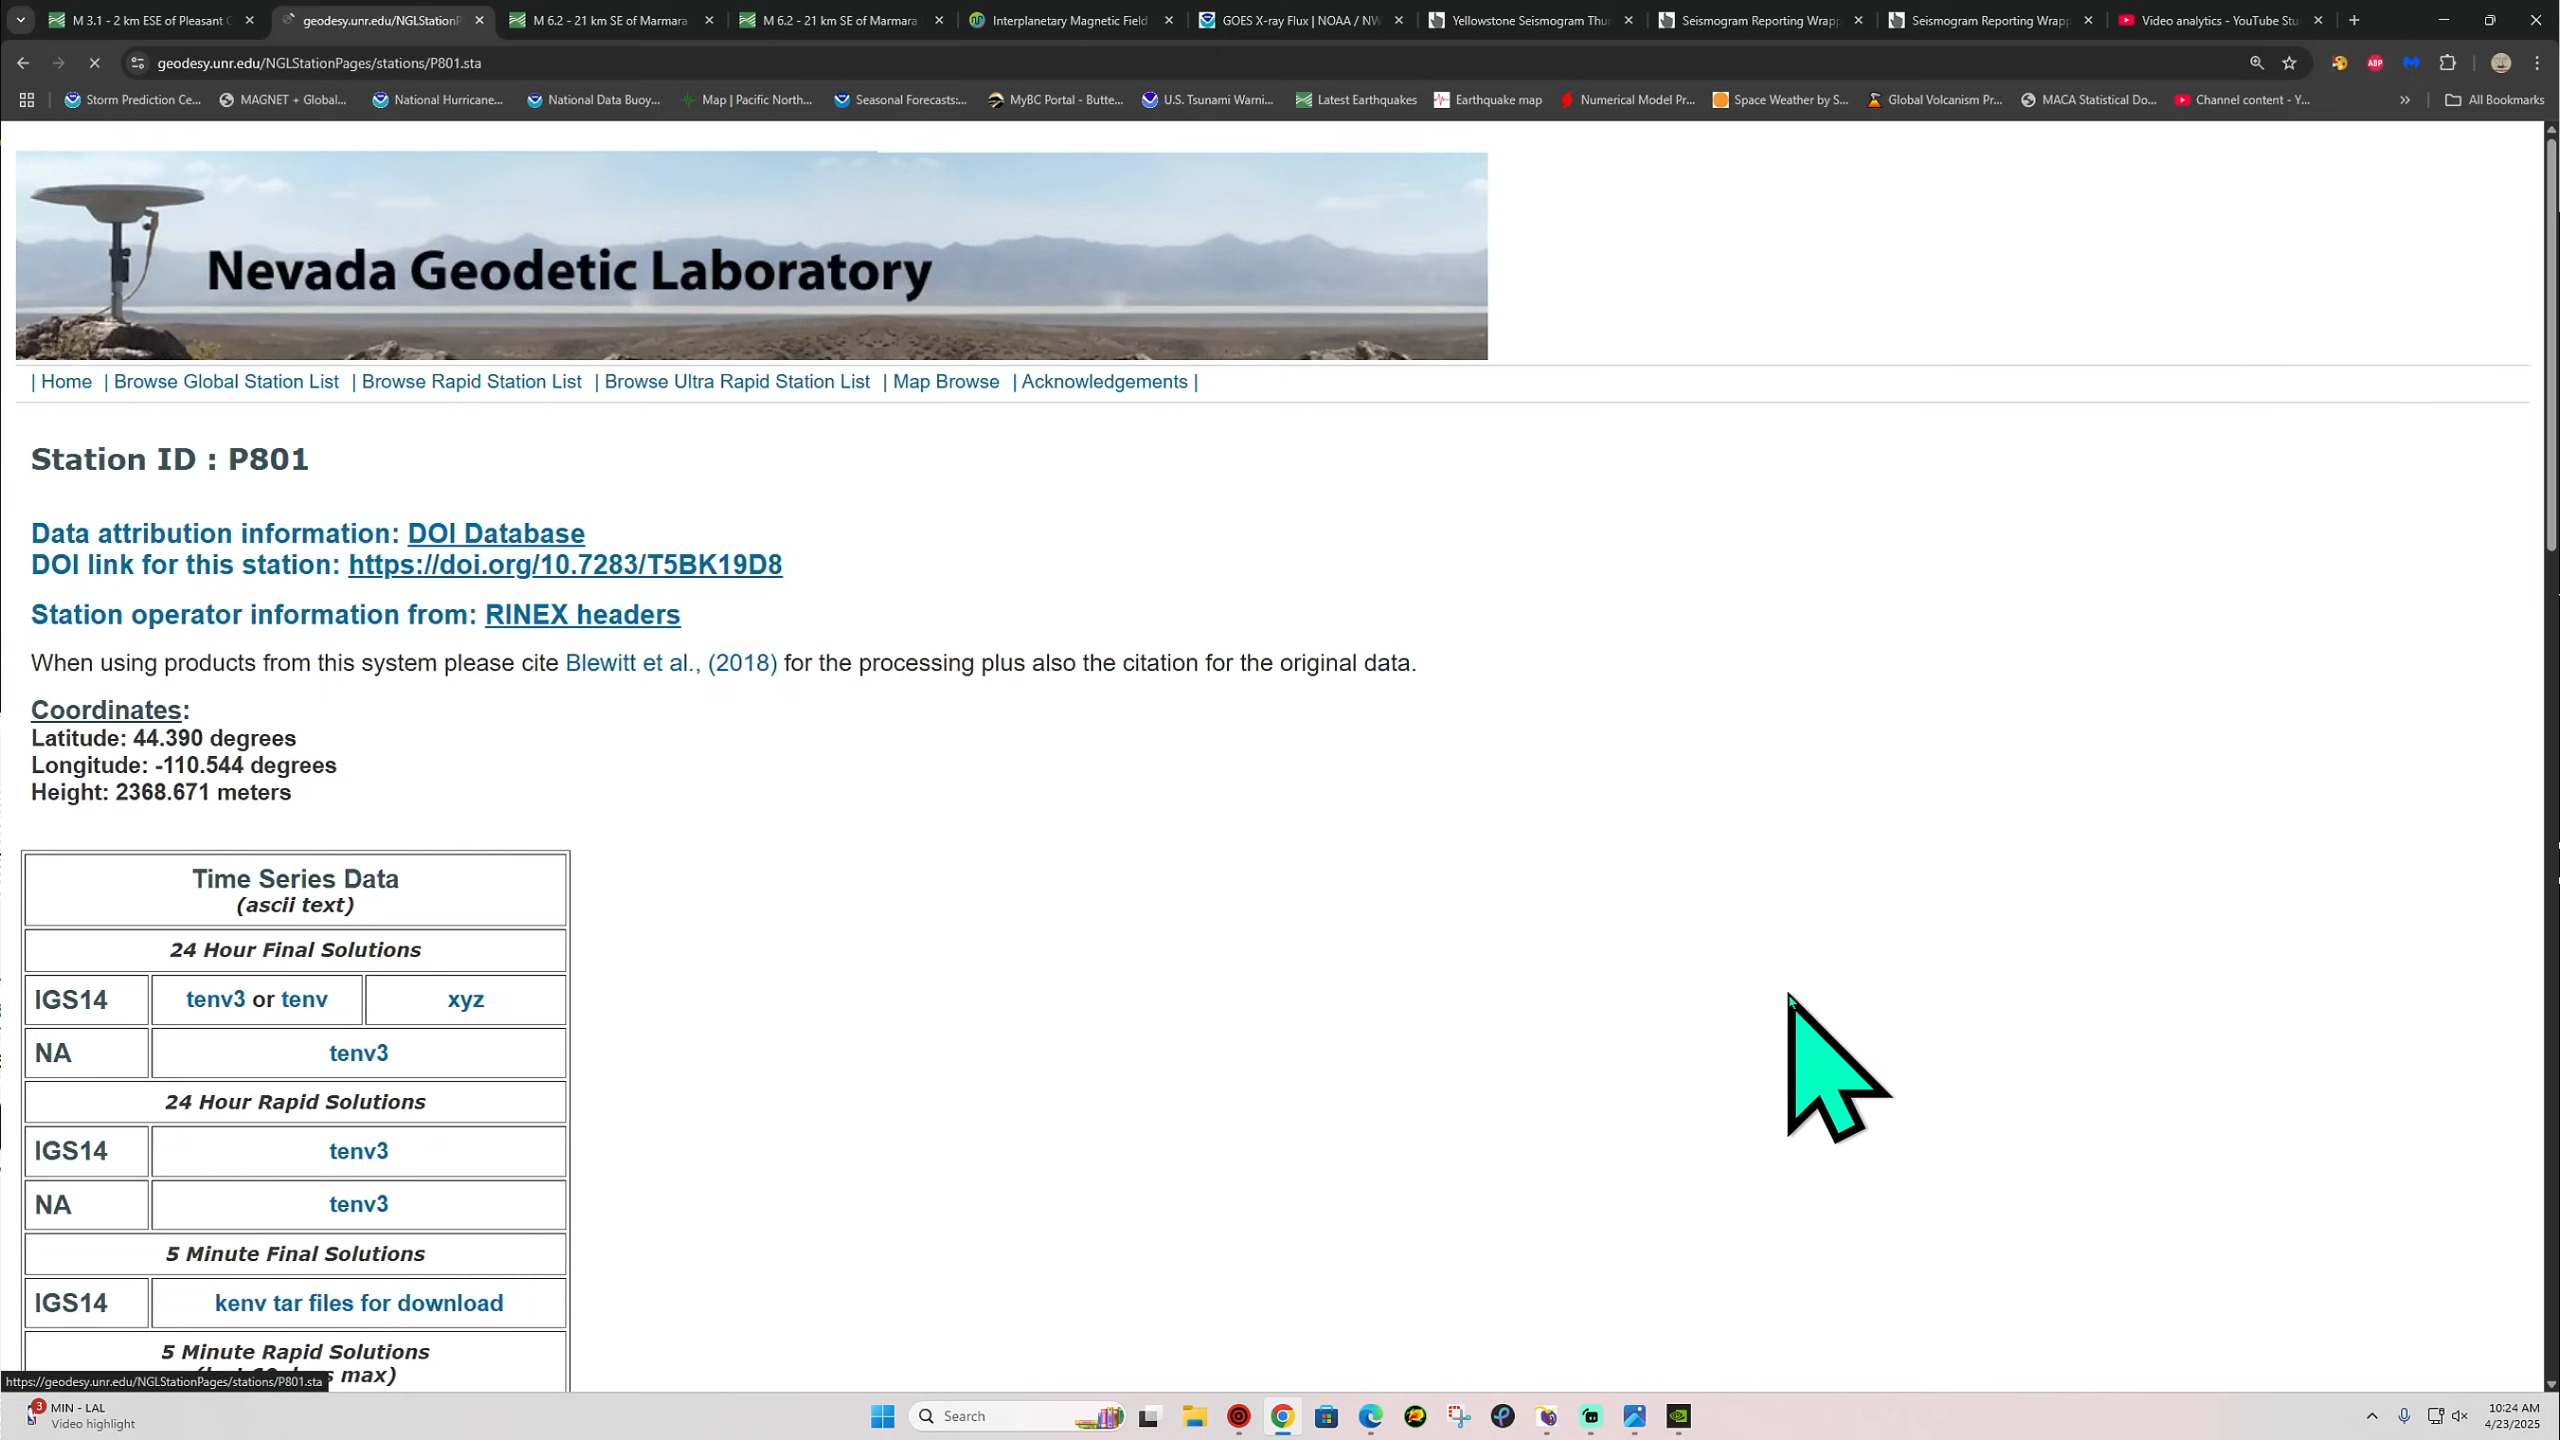 M 3.1 - 2 km ESE of Pleasant
geodesy.unr.edu/NGLStationP
M 6.2 - 21 km SE of Marmara
M 6.2 - 21 km SE of Marmara
Interplanetary Magnetic Field
GOES X-ray Flux | NOAA / NW
Yellowstone Seismogram Thu
Seismogram Reporting Wrapp
Seismogram Reporting Wrapp
Video analytics - YouTube Stu
geodesy.unr.edu/NGLStationPages/stations/P801.sta
ABP
Storm Prediction Ce...
MAGNET + Global...
National Hurricane...
National Data Buoy...
Map | Pacific North...
Seasonal Forecasts:...
MyBC Portal - Butte...
U.S. Tsunami Warni...
Latest Earthquakes
Earthquake map
Numerical Model Pr...
Space Weather by S...
Global Volcanism Pr...
MACA Statistical Do...
Channel content - Y...
All Bookmarks
Nevada Geodetic Laboratory
| Home | Browse Global Station List | Browse Rapid Station List | Browse Ultra Rapid Station List | Map Browse | Acknowledgements |
Station ID : P801
Data attribution information: DOI Database
DOI link for this station: https://doi.org/10.7283/T5BK19D8
Station operator information from: RINEX headers
When using products from this system please cite Blewitt et al., (2018) for the processing plus also the citation for the original data.
Coordinates:
Latitude: 44.390 degrees
Longitude: -110.544 degrees
Height: 2368.671 meters
Time Series Data
(ascii text)
24 Hour Final Solutions
IGS14 tenv3 or tenv xyz
NA tenv3
24 Hour Rapid Solutions
IGS14 tenv3
NA tenv3
5 Minute Final Solutions
IGS14 kenv tar files for download
5 Minute Rapid Solutions
max)
https://geodesy.unr.edu/NGLStationPages/stations/P801.sta
3
MIN - LAL
Video highlight
Search
10:24 AM
4/23/2025